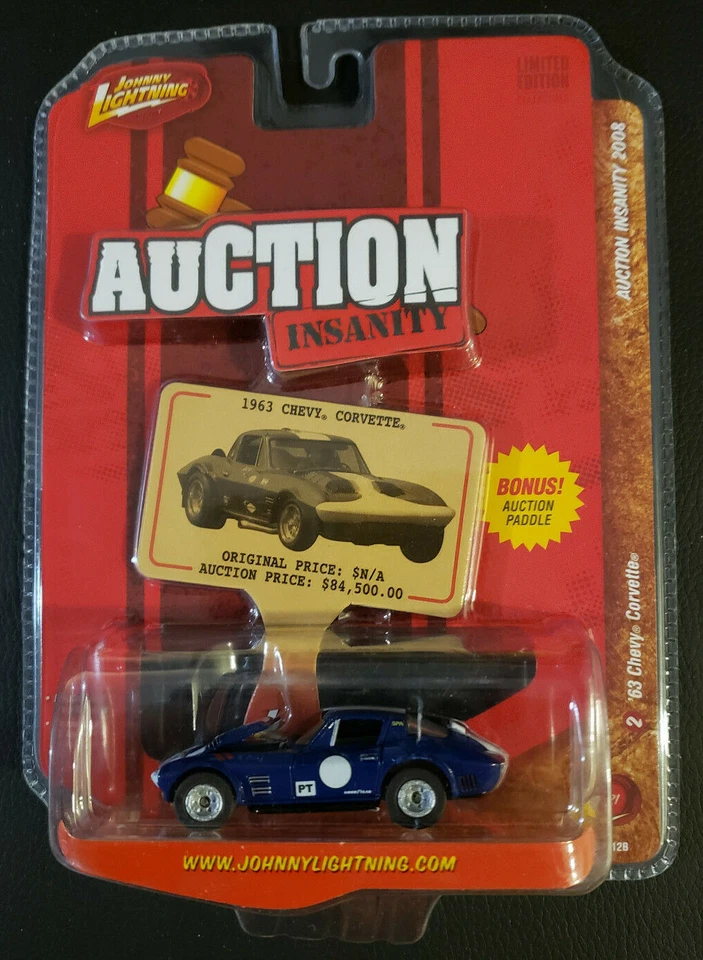 JOHNNY
LIGHTNING
LIMITED
EDITION
AUCTION
INSANITY
AUCTION INSANITY 2008
1963 CHEVY® CORVETTE®
ORIGINAL PRICE: $N/A
AUCTION PRICE: $84,500.00
BONUS!
AUCTION
PADDLE
2 '63 Chevy® Corvette®
PT
12B
WWW.JOHNNYLIGHTNING.COM